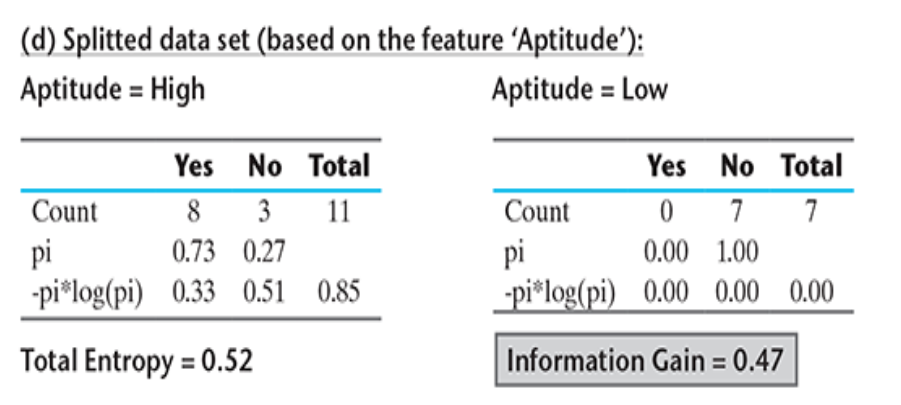 (d) Splitted data set (based on the feature ‘Aptitude’):
Aptitude = High
Yes No Total
Count 8 3 11
pi 0.73 0.27
-pi*log(pi) 0.33 0.51 0.85
Total Entropy = 0.52
Aptitude = Low
Yes No Total
Count 0 7 7
pi 0.00 1.00
-pi*log(pi) 0.00 0.00 0.00
Information Gain = 0.47